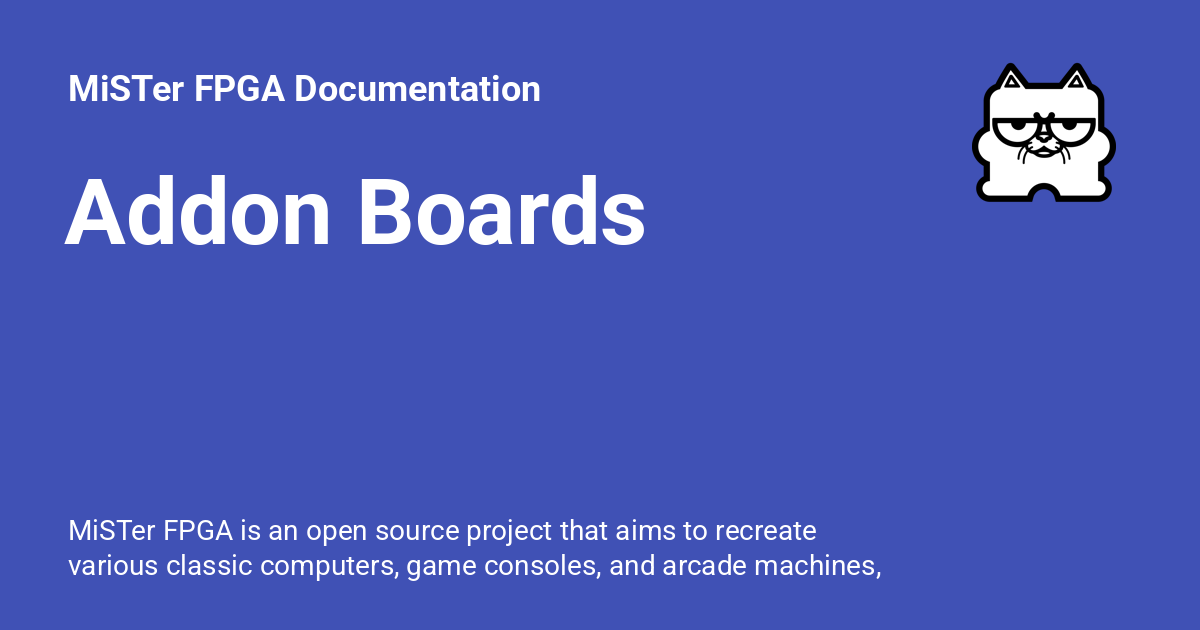 MiSTer FPGA Documentation
Addon Boards
MiSTer FPGA is an open source project that aims to recreate
various classic computers, game consoles, and arcade machines,